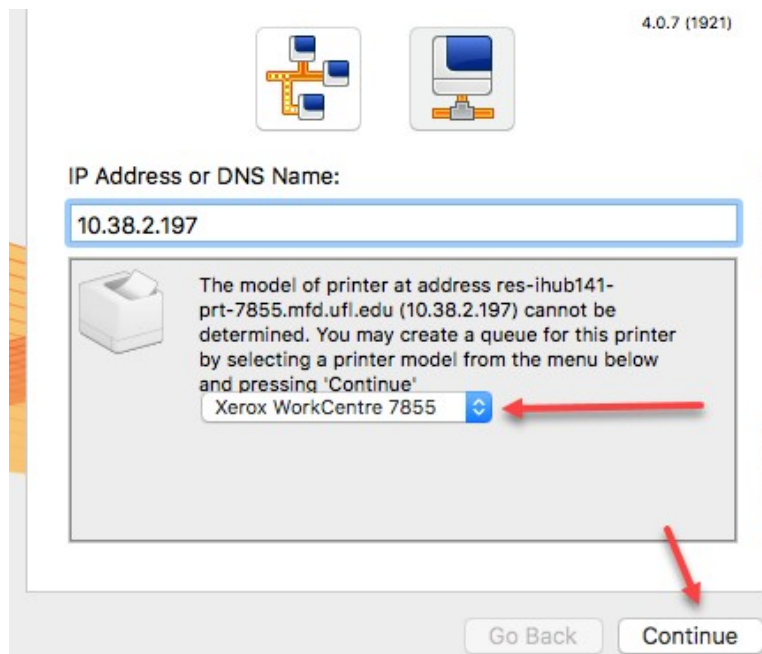 4.0.7 (1921)
IP Address or DNS Name:
10.38.2.197
The model of printer at address res-ihub141-
prt-7855.mfd.ufl.edu (10.38.2.197) cannot be
determined. You may create a queue for this printer
by selecting a printer model from the menu below
and pressing 'Continue'
Xerox WorkCentre 7855
Go Back
Continue